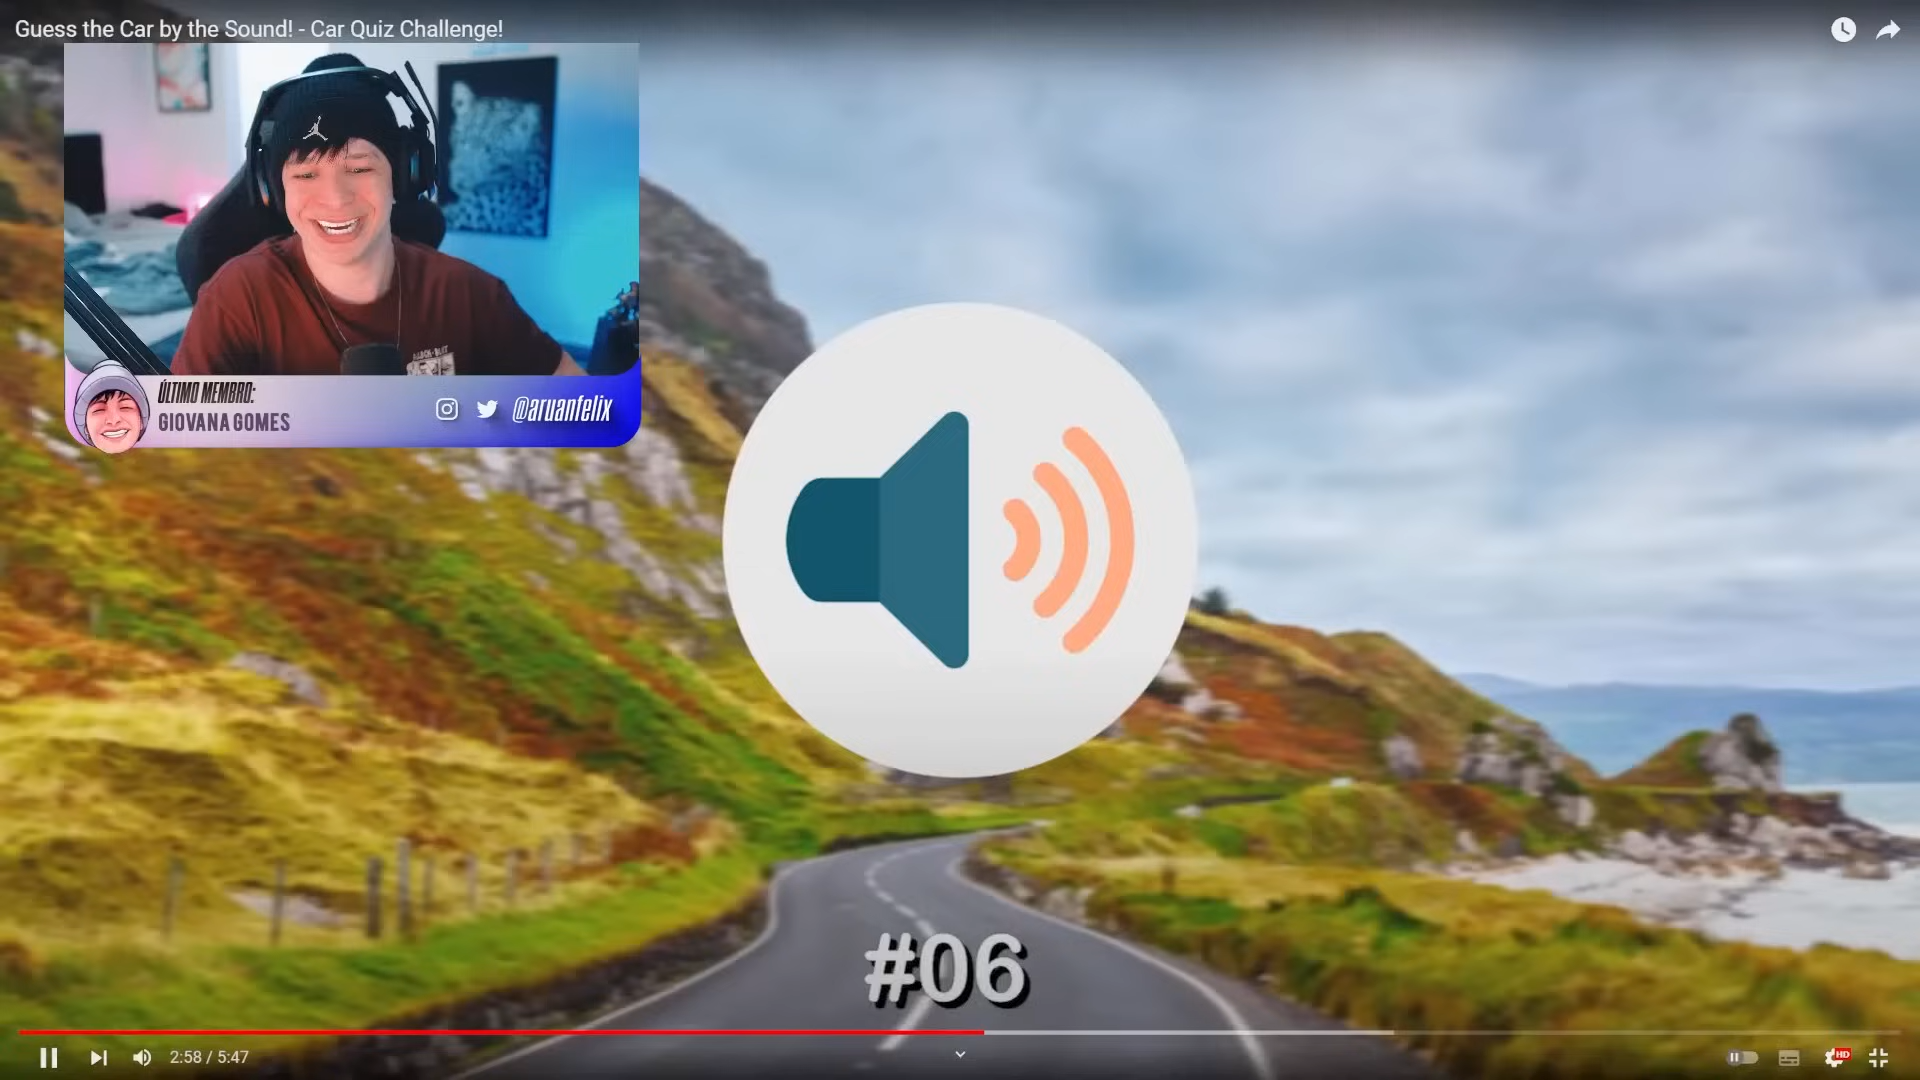 Guess the Car by the Sound! - Car Quiz Challenge!
ÚLTIMO MEMBRO:
GIOVANA GOMES
@aruanfelix
#06
2:58 / 5:47
HD